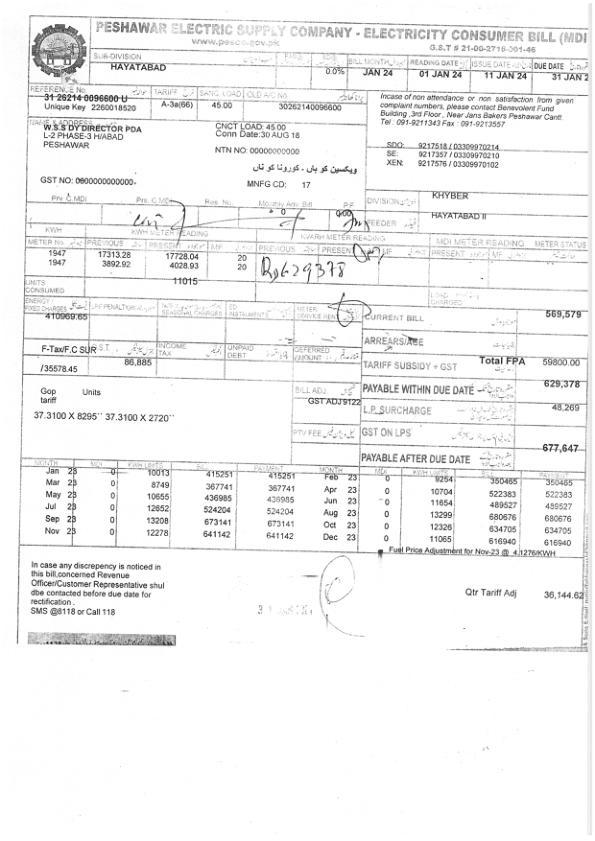 PESHAWAR ELECTRIC SUPPLY COMPANY - ELECTRICITY CONSUMER BILL (MDI
www.pesco.gov.pk
G.S.T # 21-00-2716-001-46
SUB-DIVISION
HAYATABAD
0.0%
BILL MONTH
JAN 24
READING DATE
01 JAN 24
ISSUE DATE
11 JAN 24
DUE DATE
31 JAN 2
REFERENCE No.
31 26214 0096600 U
Unique Key 2260018520
TARIFF
A-3a(66)
SANC. LOAD
45.00
OLD A/C No.
30262140096600
Incase of non attendance or non satisfaction from given
complaint numbers, please contact Benevolent Fund
Building ,3rd Floor , Near Jans Bakers Peshawar Cantt.
Tel : 091-9211343 Fax : 091-9213557
NAME & ADDRESS
W.S.S DY DIRECTOR PDA
L-2 PHASE-3 H/ABAD
PESHAWAR
CNCT LOAD: 45.00
Conn Date:30 AUG 18
NTN NO: 00000000000
ویکسین کو ہاں - کورونا کو ناں
GST NO: 0000000000000-
MNFG CD: 17
SDO: 9217518 / 03309970214
SE: 9217357 / 03309970210
XEN: 9217576 / 03309970102
DIVISION
KHYBER
FEEDER
HAYATABAD II
Prv. C.MDI
Prs. C.MDI
Res. No.
Monthly Adv. Bill
P.F
0
0.00
KWH METER READING
KVARH METER READING
MDI METER READING
METER STATUS
METER No. PREVIOUS PRESENT MF PREVIOUS PRESENT MF PRESENT MF
1947 17313.28 17728.04 20
1947 3892.92 4028.93 20
Rs 629378
UNITS
CONSUMED
11015
LOAD
CHARGED
ENERGY/
FIXED CHARGES
410969.65
L/F PENALTY
SEASONAL CHARGES
ED
INSTALMENTS
METER
SERVICE RENT
CURRENT BILL
569,579
ARREARS/AGE
F-Tax/F.C SUR
/35578.45
G.S.T.
86,885
INCOME
TAX
UNPAID
DEBT
DEFERRED
AMOUNT
TARIFF SUBSIDY + GST
Total FPA 59800.00
PAYABLE WITHIN DUE DATE
629,378
Gop Units
tariff
37.3100 X 8295`` 37.3100 X 2720``
BILL ADJ
GST ADJ 9122
L.P. SURCHARGE
48,269
PTV FEE
GST ON LPS
PAYABLE AFTER DUE DATE
677,647
MONTH MDI KWH UNITS BILL PAYMENT MONTH MDI KWH UNITS BILL PAYMENT
Jan 23 0 10013 415251 415251 Feb 23 0 9254 350465 350465
Mar 23 0 8749 367741 367741 Apr 23 0 10704 522383 522383
May 23 0 10655 436985 436985 Jun 23 0 11654 489527 489527
Jul 23 0 12652 524204 524204 Aug 23 0 13299 680676 680676
Sep 23 0 13208 673141 673141 Oct 23 0 12326 634705 634705
Nov 23 0 12278 641142 641142 Dec 23 0 11065 616940 616940
Fuel Price Adjustment for Nov-23 @ 4.1276/KWH
In case any discrepency is noticed in
this bill,concerned Revenue
Officer/Customer Representative shul
dbe contacted before due date for
rectification .
SMS @8118 or Call 118
Qtr Tariff Adj 36,144.62